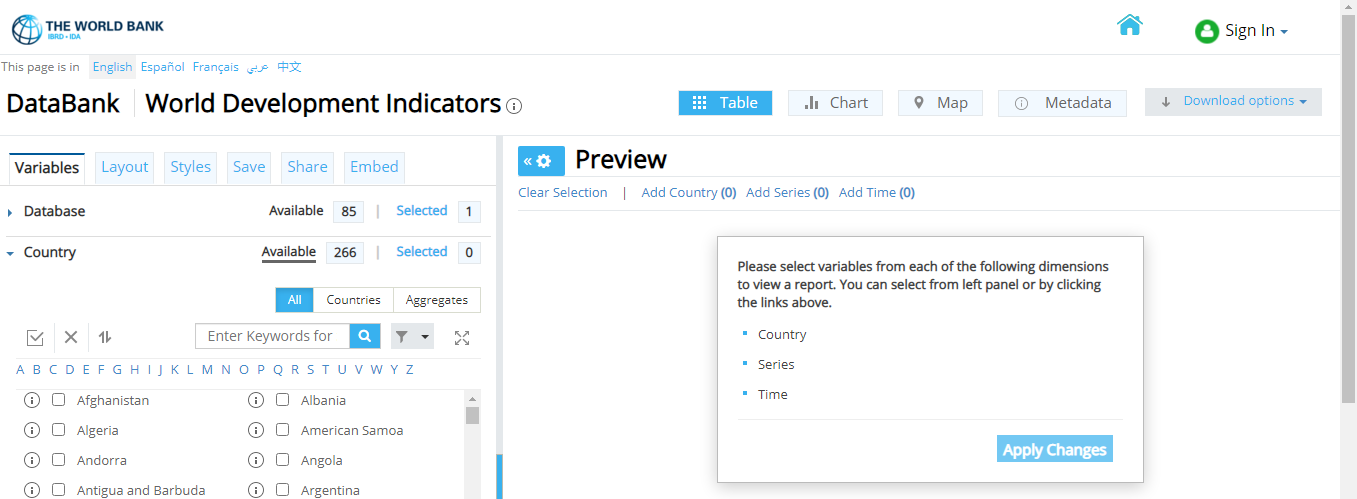 THE WORLD BANK
IBRD • IDA
Sign In
This page is in English Español Français عربي 中文
DataBank World Development Indicators
Table Chart Map Metadata Download options
Variables Layout Styles Save Share Embed
Database Available 85 | Selected 1
Country Available 266 | Selected 0
All Countries Aggregates
Enter Keywords for
A B C D E F G H I J K L M N O P Q R S T U V W Y Z
Afghanistan Albania
Algeria American Samoa
Andorra Angola
Antigua and Barbuda Argentina
« Preview
Clear Selection | Add Country (0) Add Series (0) Add Time (0)
Please select variables from each of the following dimensions
to view a report. You can select from left panel or by clicking
the links above.
Country
Series
Time
Apply Changes